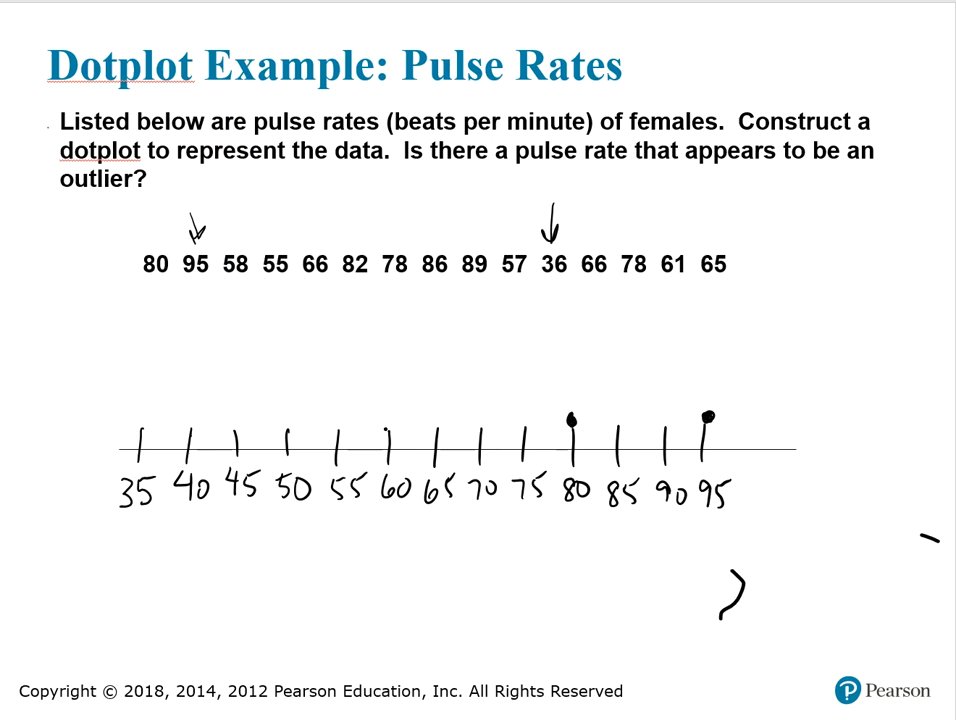 Dotplot Example: Pulse Rates
Listed below are pulse rates (beats per minute) of females. Construct a
dotplot to represent the data. Is there a pulse rate that appears to be an
outlier?
80 95 58 55 66 82 78 86 89 57 36 66 78 61 65
35 40 45 50 55 60 65 70 75 80 85 90 95
Copyright © 2018, 2014, 2012 Pearson Education, Inc. All Rights Reserved
P Pearson